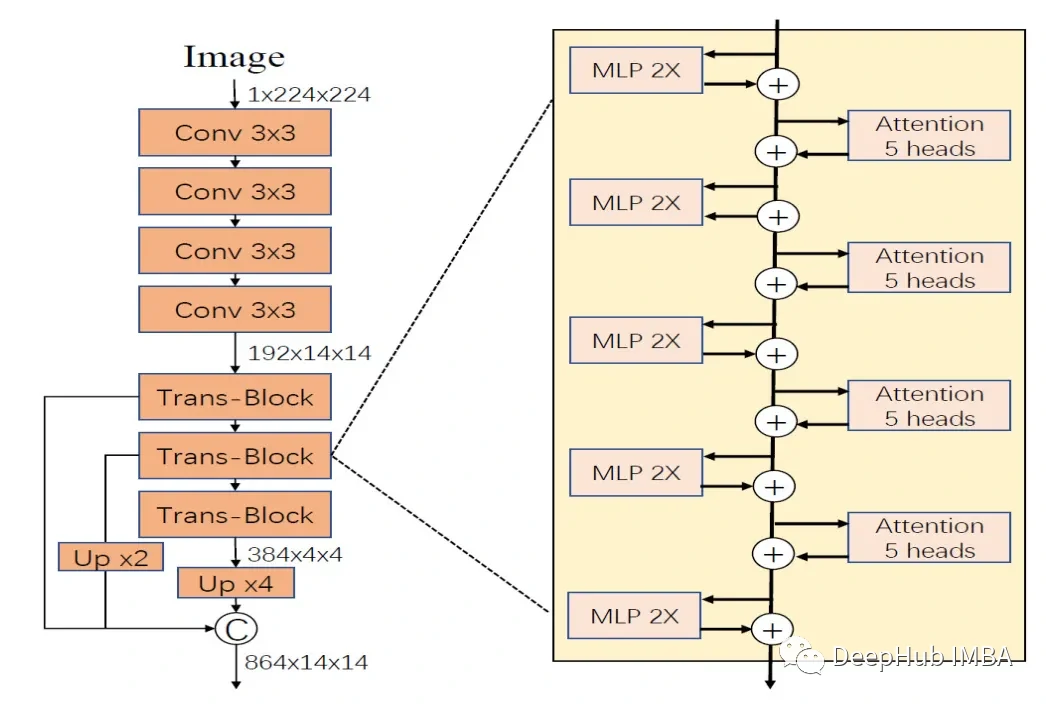 Image
1x224x224
Conv 3x3
Conv 3x3
Conv 3x3
Conv 3x3
192x14x14
Trans-Block
Trans-Block
Trans-Block
Up x2
384x4x4
Up x4
C
864x14x14
MLP 2X
+
Attention
5 heads
+
MLP 2X
+
Attention
5 heads
+
MLP 2X
+
Attention
5 heads
+
MLP 2X
+
Attention
5 heads
+
MLP 2X
+
DeepHub IMBA